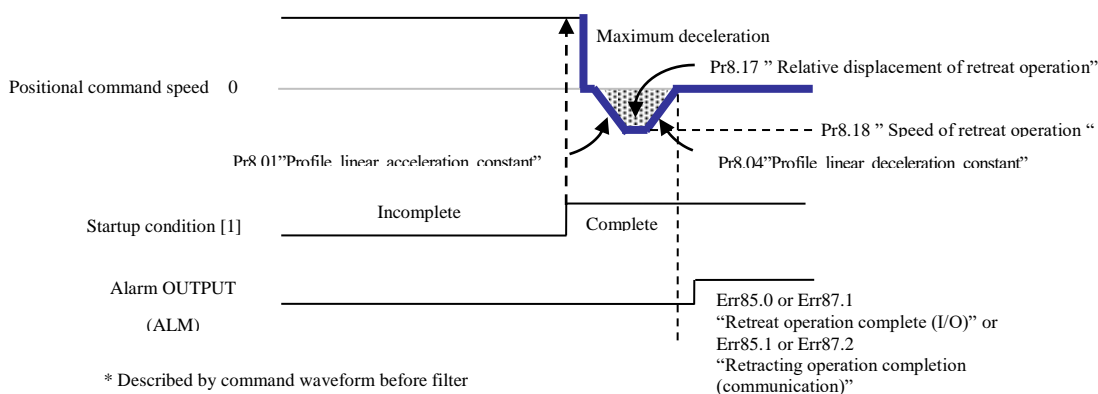 Maximum deceleration
Pr8.17 ” Relative displacement of retreat operation”
Positional command speed 0
Pr8.18 ” Speed of retreat operation “
Pr8.01”Profile linear acceleration constant”
Pr8.04”Profile linear deceleration constant”
Incomplete
Startup condition [1]
Complete
Alarm OUTPUT
(ALM)
Err85.0 or Err87.1
“Retreat operation complete (I/O)” or
Err85.1 or Err87.2
“Retracting operation completion
(communication)”
* Described by command waveform before filter